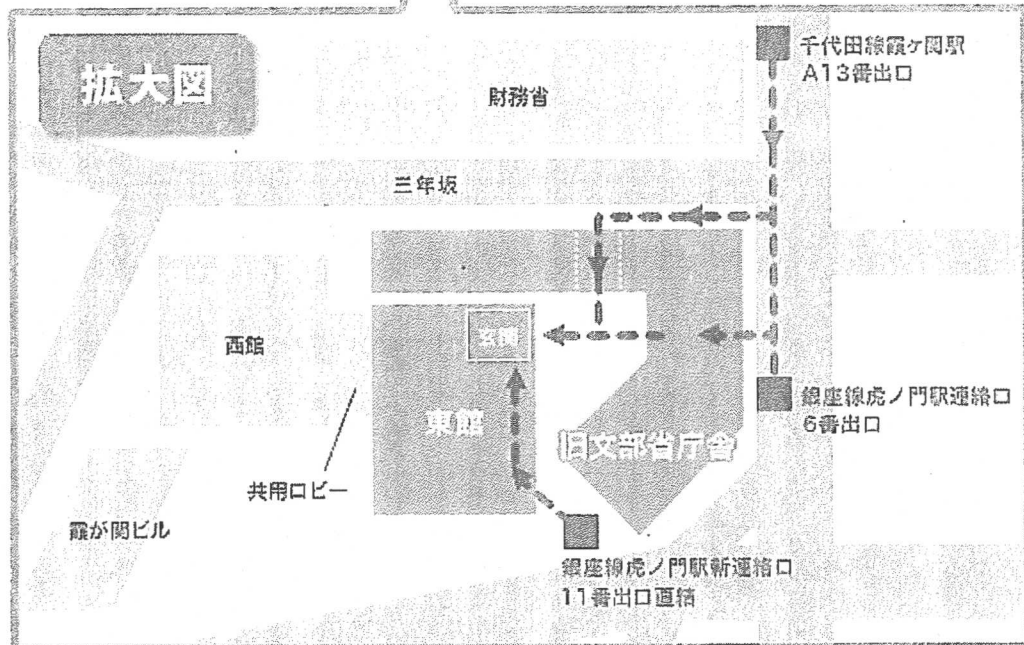 拡大図
千代田線霞ヶ関駅
A13番出口
財務省
三年坂
西館
玄関
東館
銀座線虎ノ門駅連絡口
6番出口
旧文部省庁舎
共用ロビー
霞が関ビル
銀座線虎ノ門駅新連絡口
11番出口直結